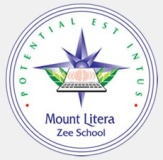 POTENTIAL EST INTUS
Mount Litera
Zee School